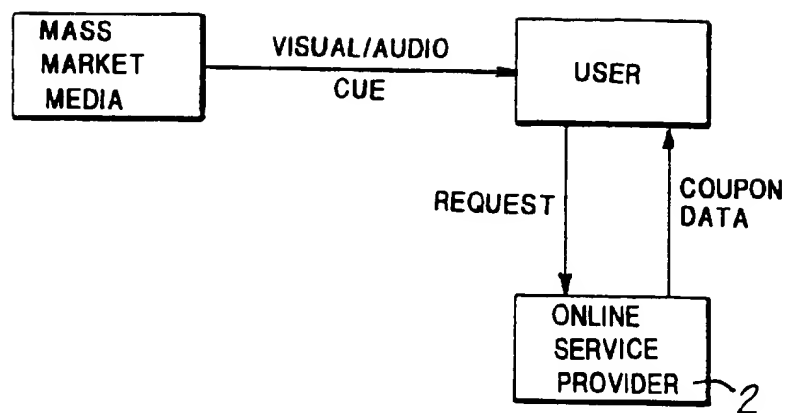 MASS
MARKET
MEDIA
VISUAL/AUDIO
CUE
USER
REQUEST
COUPON
DATA
ONLINE
SERVICE
PROVIDER
2